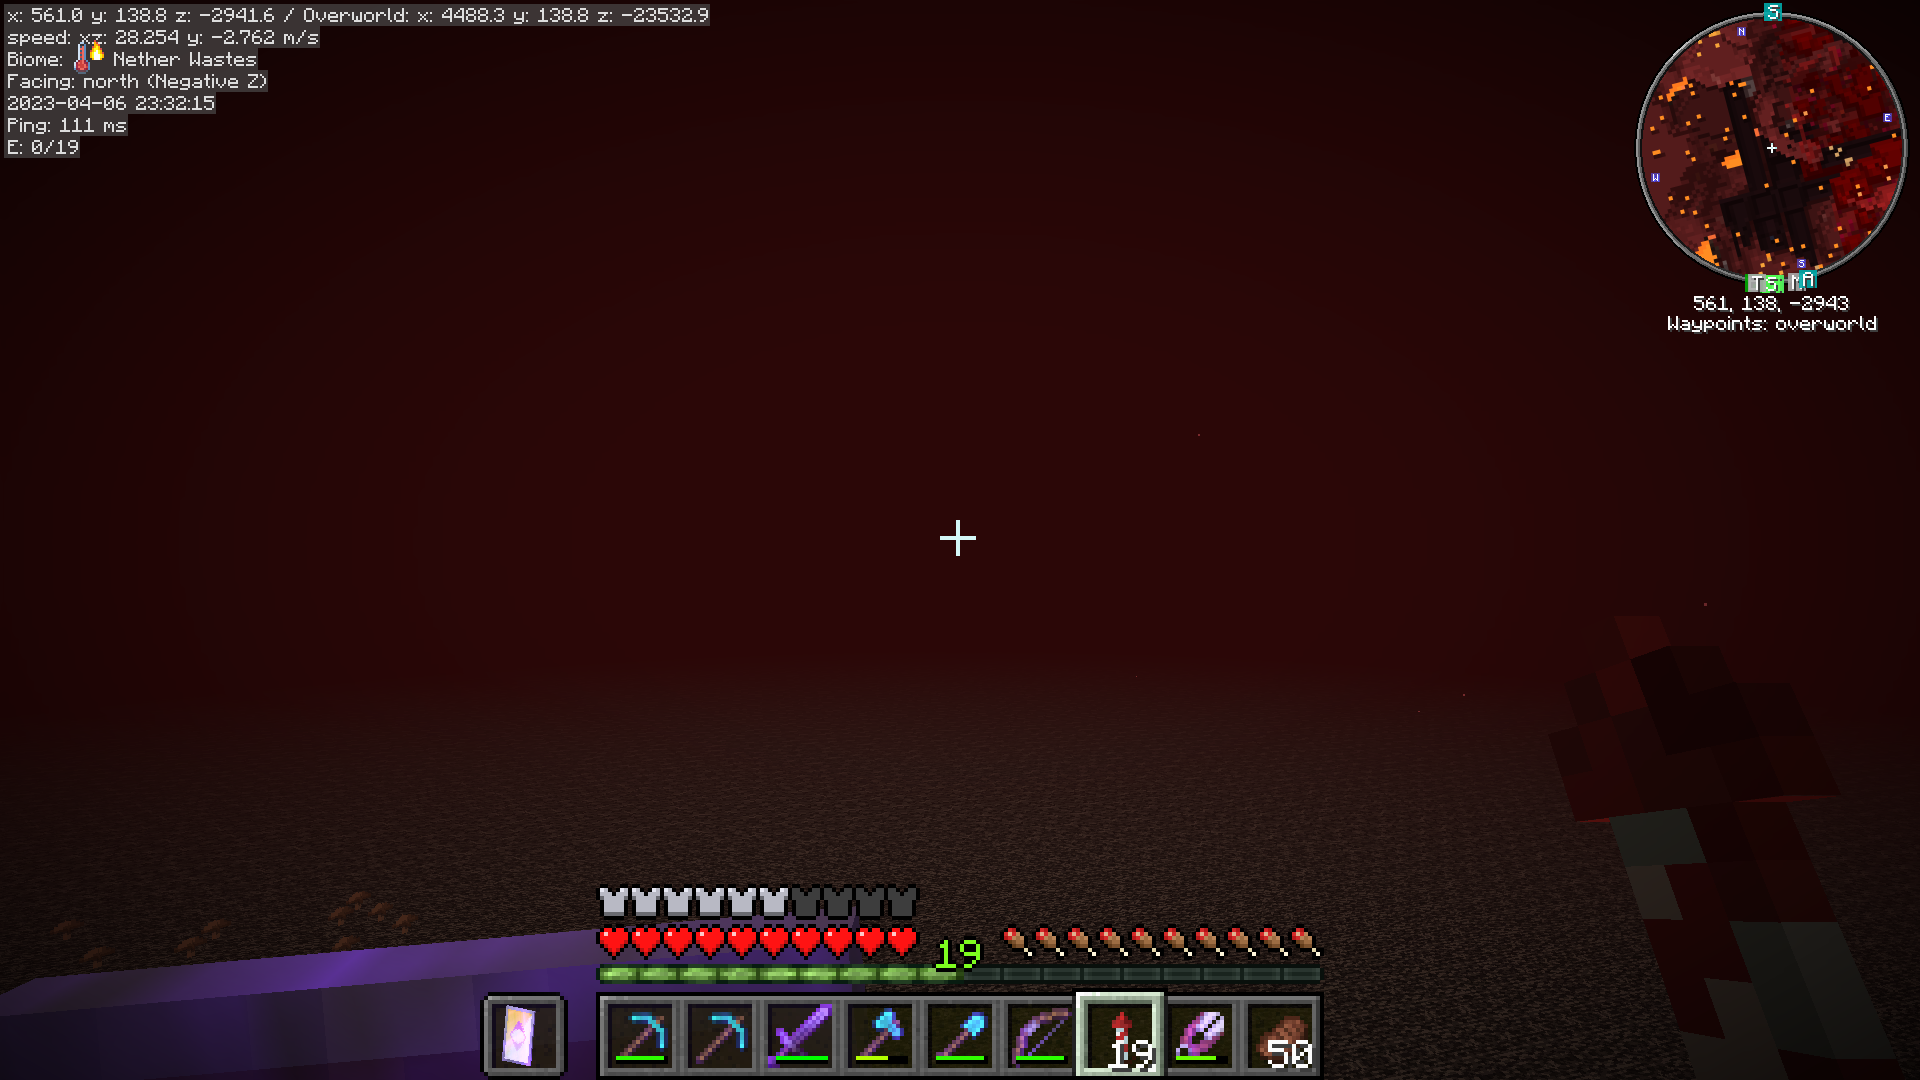 x: 561.0 y: 138.8 z: -2941.6 / Overworld: x: 4488.3 y: 138.8 z: -23532.9
speed: xz: 28.254 y: -2.762 m/s
Biome: Nether Wastes
Facing: north (Negative Z)
2023-04-06 23:32:15
Ping: 111 ms
E: 0/19
S
N
E
W
S
T S A
561, 138, -2943
Waypoints: overworld
19
19
50